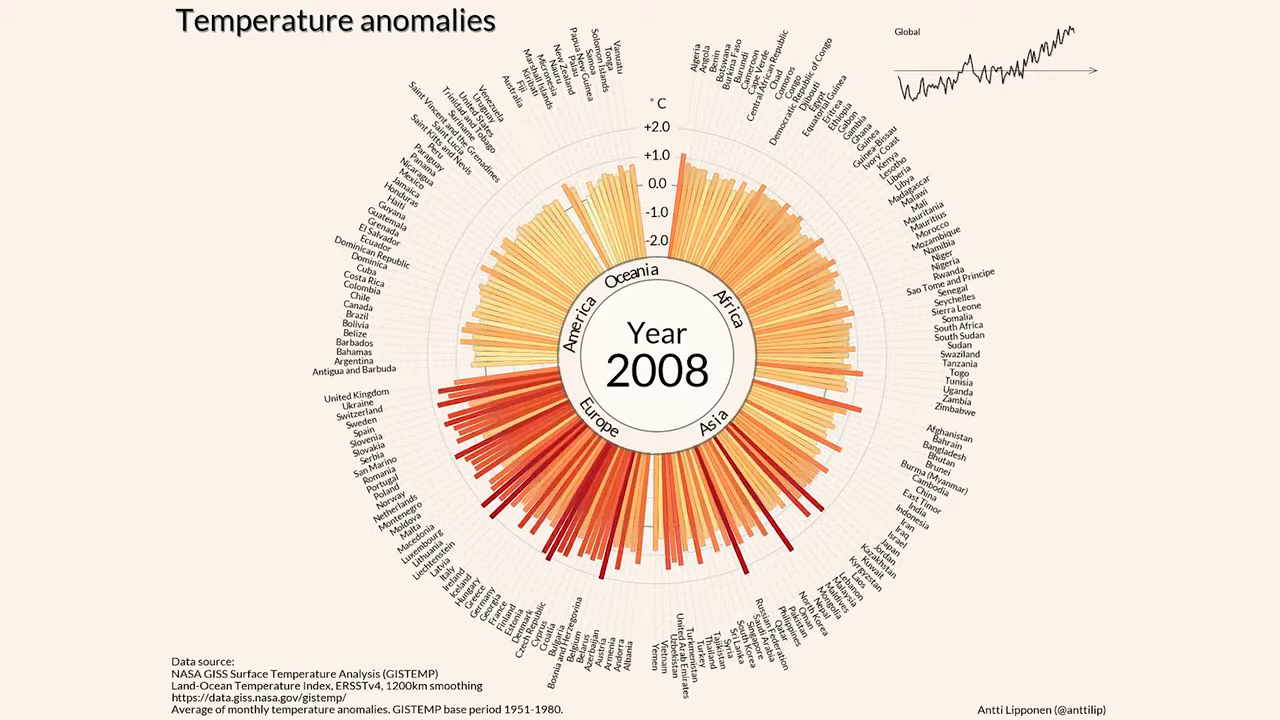 Temperature anomalies
Global
°C
+2.0
+1.0
0.0
-1.0
-2.0
Oceania
Africa
Asia
Europe
America
Year
2008
Algeria
Angola
Benin
Botswana
Burkina Faso
Burundi
Cameroon
Cape Verde
Central African Republic
Chad
Comoros
Congo
Democratic Republic of Congo
Djibouti
Egypt
Equatorial Guinea
Eritrea
Ethiopia
Gabon
Gambia
Ghana
Guinea
Guinea-Bissau
Ivory Coast
Kenya
Lesotho
Liberia
Libya
Madagascar
Malawi
Mali
Mauritania
Mauritius
Morocco
Mozambique
Namibia
Niger
Nigeria
Rwanda
Sao Tome and Principe
Senegal
Seychelles
Sierra Leone
Somalia
South Africa
South Sudan
Sudan
Swaziland
Tanzania
Togo
Tunisia
Uganda
Zambia
Zimbabwe
Afghanistan
Bahrain
Bangladesh
Bhutan
Brunei
Burma (Myanmar)
Cambodia
China
East Timor
India
Indonesia
Iran
Iraq
Israel
Japan
Jordan
Kazakhstan
Kuwait
Kyrgyzstan
Laos
Lebanon
Malaysia
Maldives
Mongolia
Nepal
North Korea
Oman
Pakistan
Philippines
Qatar
Russian Federation
Saudi Arabia
Singapore
South Korea
Sri Lanka
Syria
Tajikistan
Thailand
Turkey
Turkmenistan
United Arab Emirates
Uzbekistan
Vietnam
Yemen
Albania
Andorra
Armenia
Austria
Azerbaijan
Belarus
Belgium
Bosnia and Herzegovina
Bulgaria
Croatia
Cyprus
Czech Republic
Denmark
Estonia
Finland
France
Georgia
Germany
Greece
Hungary
Iceland
Ireland
Italy
Latvia
Liechtenstein
Lithuania
Luxembourg
Macedonia
Malta
Moldova
Montenegro
Netherlands
Norway
Poland
Portugal
Romania
San Marino
Serbia
Slovakia
Slovenia
Spain
Sweden
Switzerland
Ukraine
United Kingdom
Antigua and Barbuda
Argentina
Bahamas
Barbados
Belize
Bolivia
Brazil
Canada
Chile
Colombia
Costa Rica
Cuba
Dominica
Dominican Republic
Ecuador
El Salvador
Grenada
Guatemala
Guyana
Haiti
Honduras
Jamaica
Mexico
Nicaragua
Panama
Paraguay
Peru
Saint Kitts and Nevis
Saint Lucia
Saint Vincent and the Grenadines
Suriname
Trinidad and Tobago
United States
Uruguay
Venezuela
Australia
Fiji
Kiribati
Marshall Islands
Micronesia
Nauru
New Zealand
Palau
Papua New Guinea
Samoa
Solomon Islands
Tonga
Vanuatu
Data source:
NASA GISS Surface Temperature Analysis (GISTEMP)
Land-Ocean Temperature Index, ERSSTv4, 1200km smoothing
https://data.giss.nasa.gov/gistemp/
Average of monthly temperature anomalies. GISTEMP base period 1951-1980.
Antti Lipponen (@anttilip)